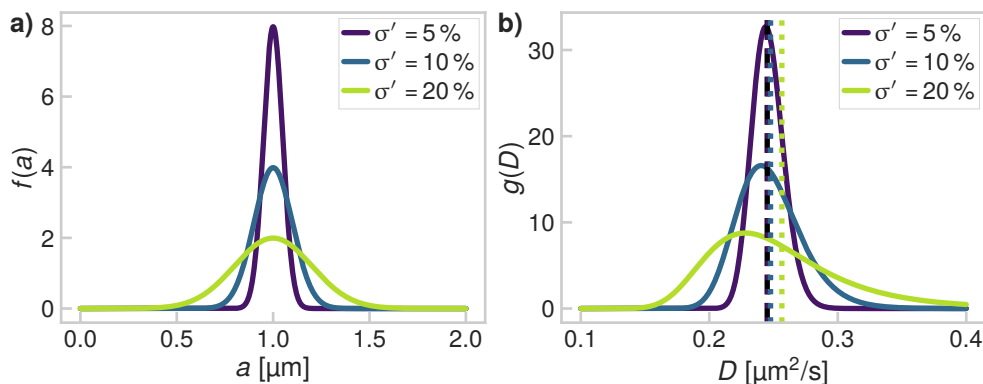 a)
8
6
4
2
0
f(a)
σ′ = 5 %
σ′ = 10 %
σ′ = 20 %
0.0 0.5 1.0 1.5 2.0
a [µm]
b)
30
20
10
0
g(D)
σ′ = 5 %
σ′ = 10 %
σ′ = 20 %
0.1 0.2 0.3 0.4
D [µm²/s]